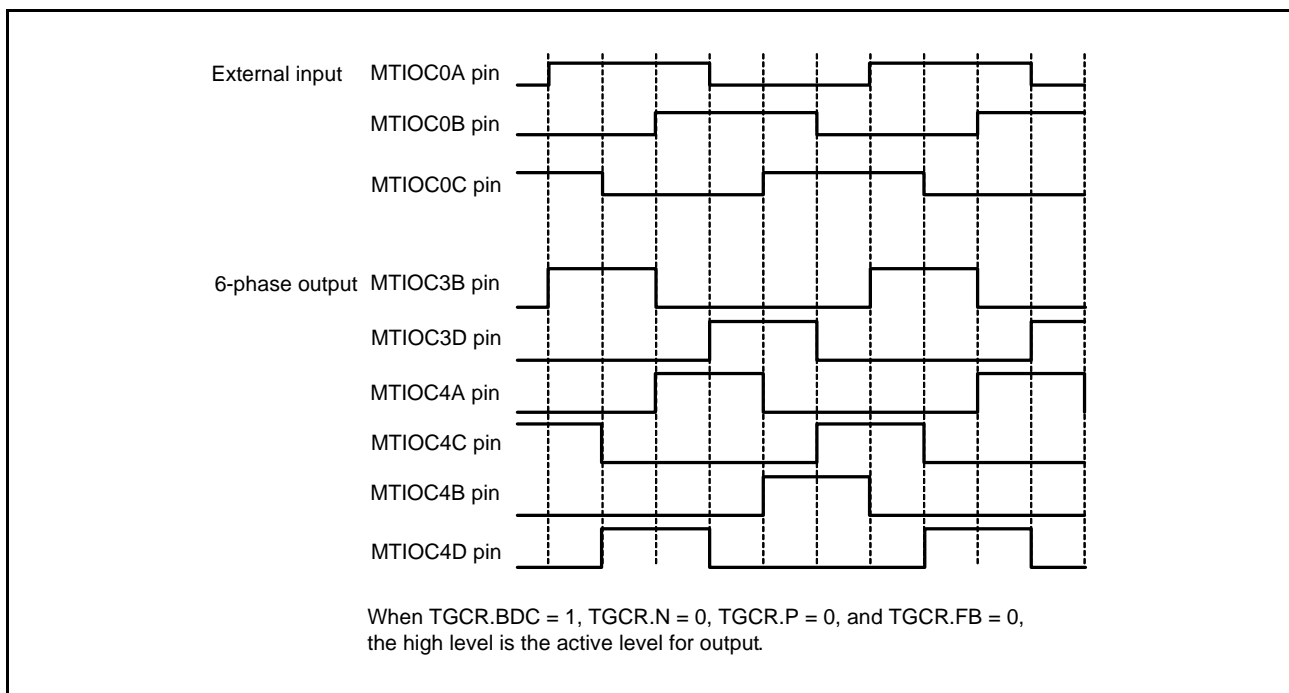 External input MTIOC0A pin
MTIOC0B pin
MTIOC0C pin
6-phase output MTIOC3B pin
MTIOC3D pin
MTIOC4A pin
MTIOC4C pin
MTIOC4B pin
MTIOC4D pin
When TGCR.BDC = 1, TGCR.N = 0, TGCR.P = 0, and TGCR.FB = 0,
the high level is the active level for output.